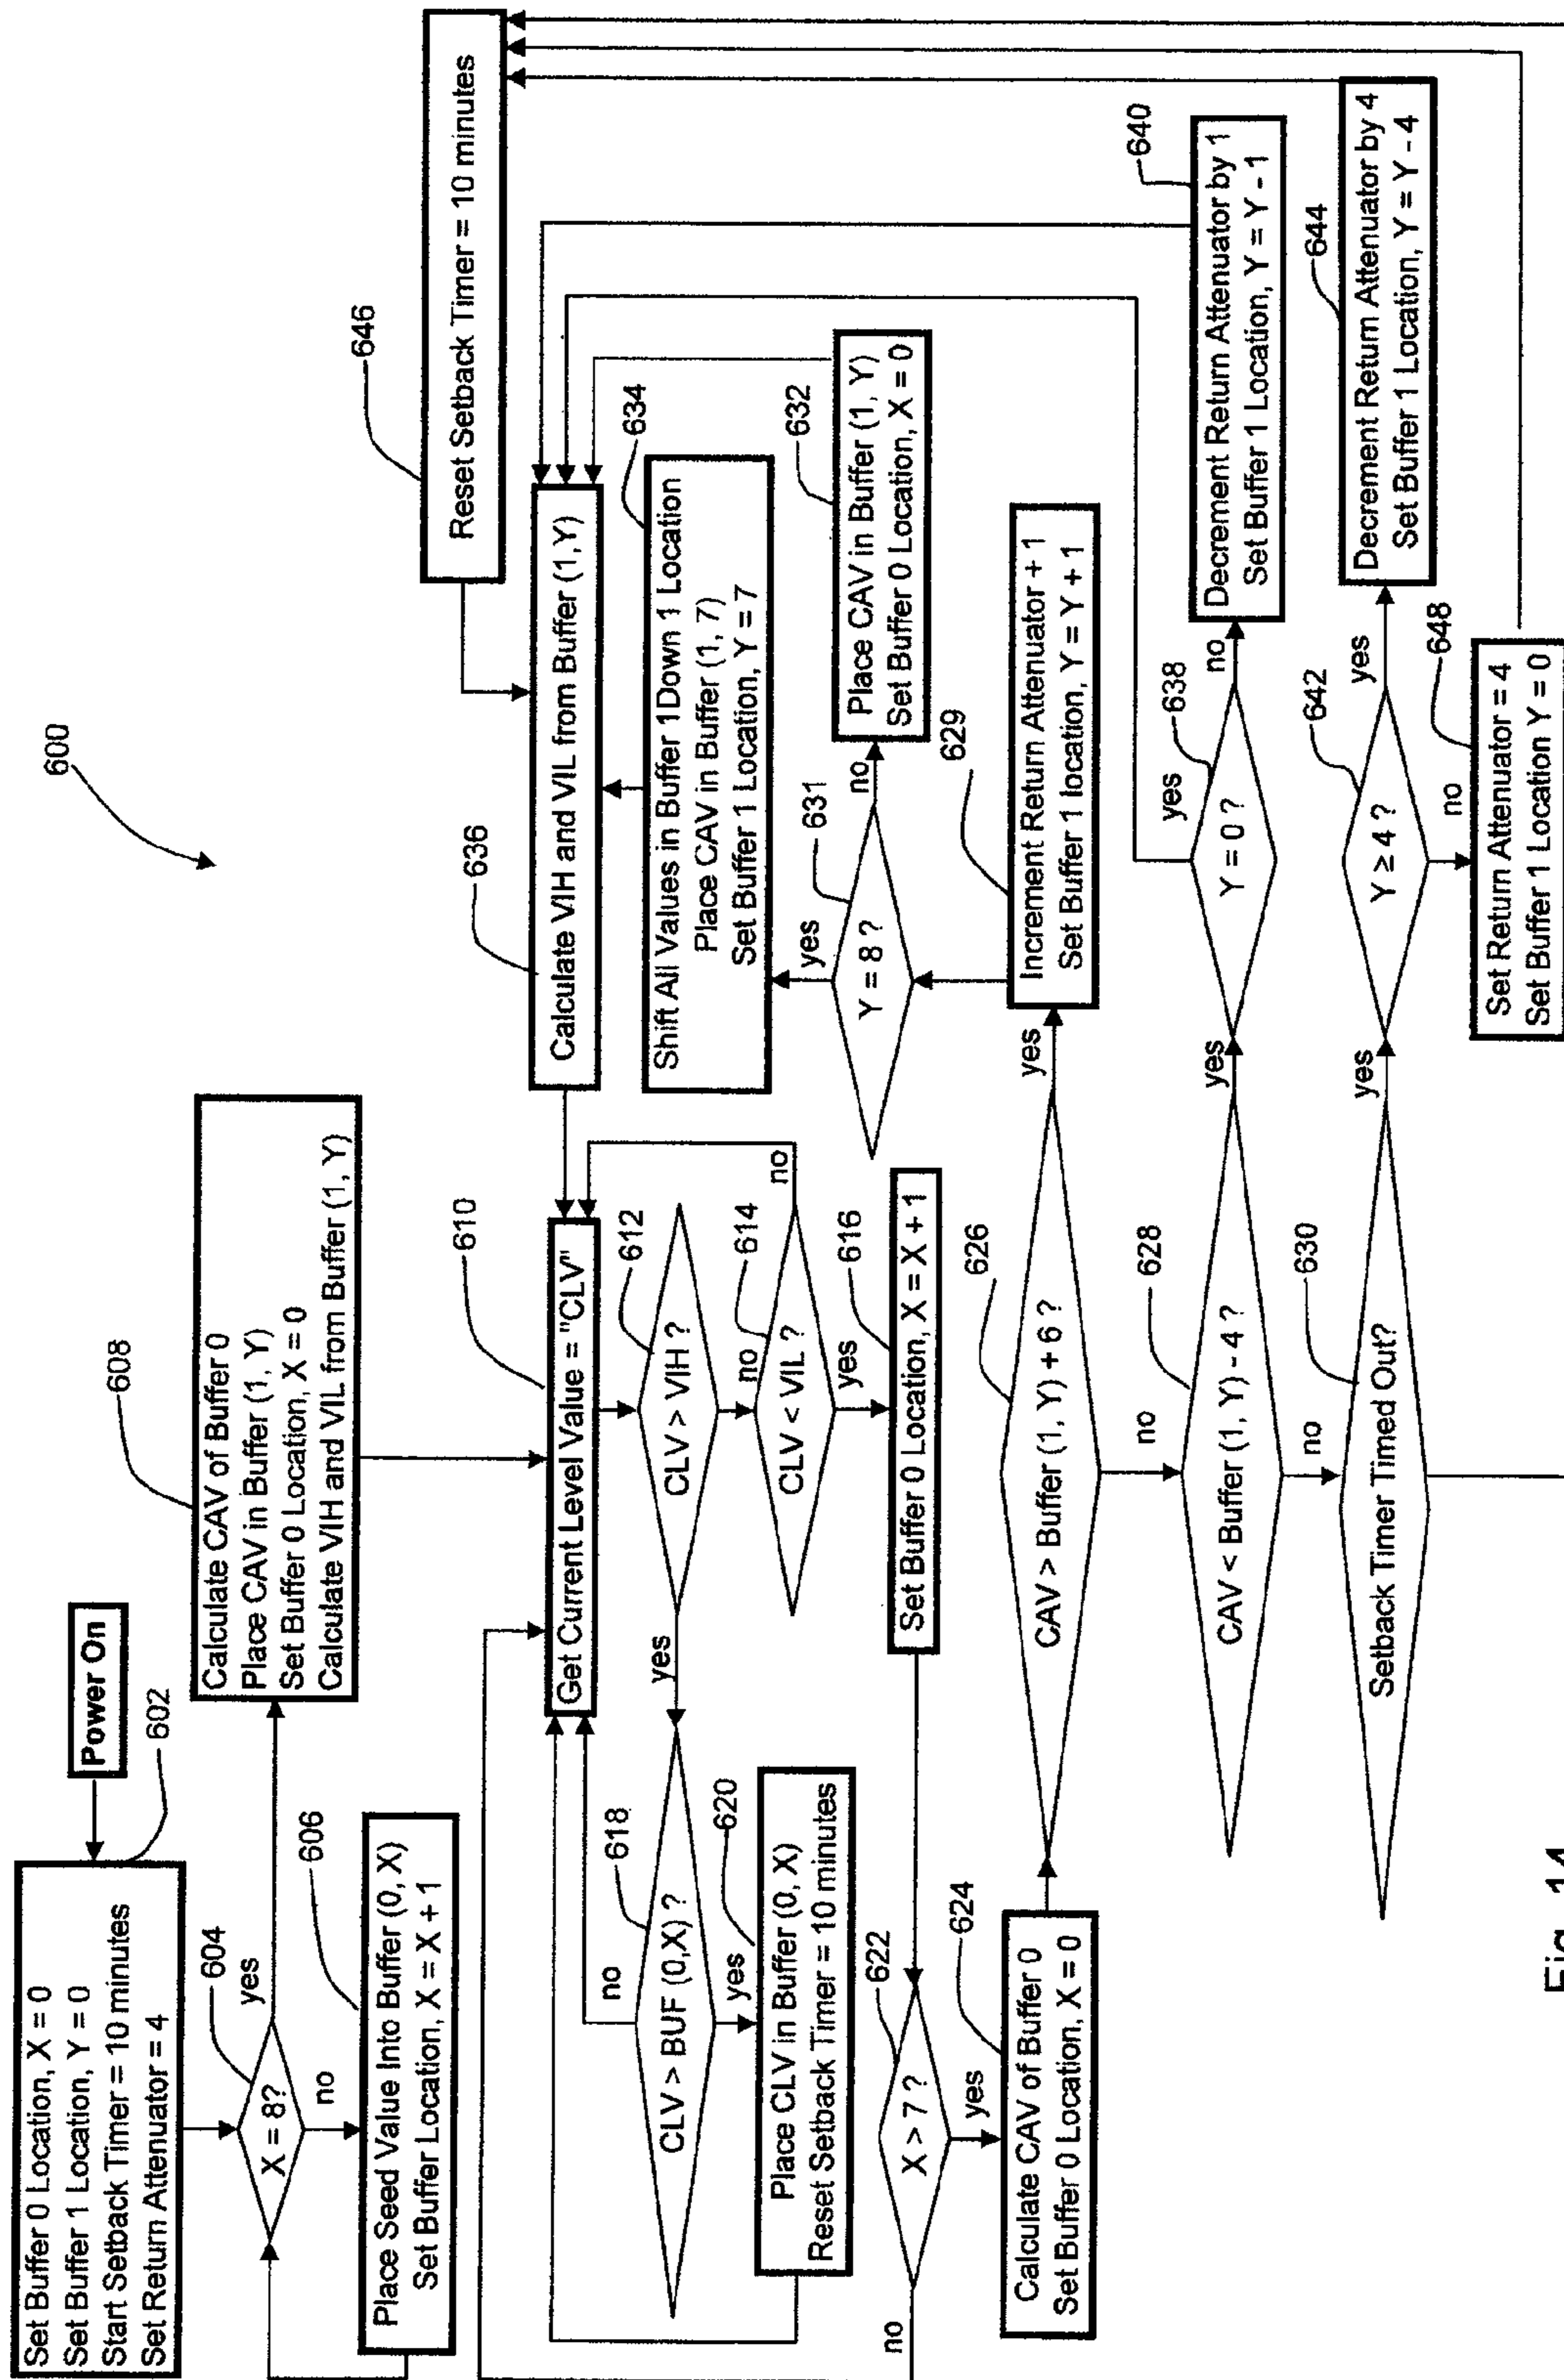 600
Power On
Set Buffer 0 Location, X = 0
Set Buffer 1 Location, Y = 0
Start Setback Timer = 10 minutes
Set Return Attenuator = 4
602
604
X = 8?
yes
no
606
Place Seed Value Into Buffer (0, X)
Set Buffer Location, X = X + 1
608
Calculate CAV of Buffer 0
Place CAV in Buffer (1, Y)
Set Buffer 0 Location, X = 0
Calculate VIH and VIL from Buffer (1, Y)
610
Get Current Level Value = "CLV"
612
CLV > VIH ?
yes
no
614
CLV < VIL ?
no
yes
616
Set Buffer 0 Location, X = X + 1
618
CLV > BUF (0,X) ?
no
yes
620
Place CLV in Buffer (0, X)
Reset Setback Timer = 10 minutes
622
X > 7 ?
no
yes
624
Calculate CAV of Buffer 0
Set Buffer 0 Location, X = 0
626
CAV > Buffer (1, Y) + 6 ?
yes
no
628
CAV < Buffer (1, Y) - 4 ?
yes
no
630
Setback Timer Timed Out?
yes
646
Reset Setback Timer = 10 minutes
636
Calculate VIH and VIL from Buffer (1,Y)
634
Shift All Values in Buffer 1Down 1 Location
Place CAV in Buffer (1, 7)
Set Buffer 1 Location, Y = 7
631
Y = 8 ?
yes
no
632
Place CAV in Buffer (1, Y)
Set Buffer 0 Location, X = 0
629
Increment Return Attenuator + 1
Set Buffer 1 location, Y = Y + 1
638
Y = 0 ?
yes
no
640
Decrement Return Attenuator by 1
Set Buffer 1 Location, Y = Y - 1
642
Y ≥ 4 ?
yes
no
644
Decrement Return Attenuator by 4
Set Buffer 1 Location, Y = Y - 4
648
Set Return Attenuator = 4
Set Buffer 1 Location Y = 0
Fig. 14